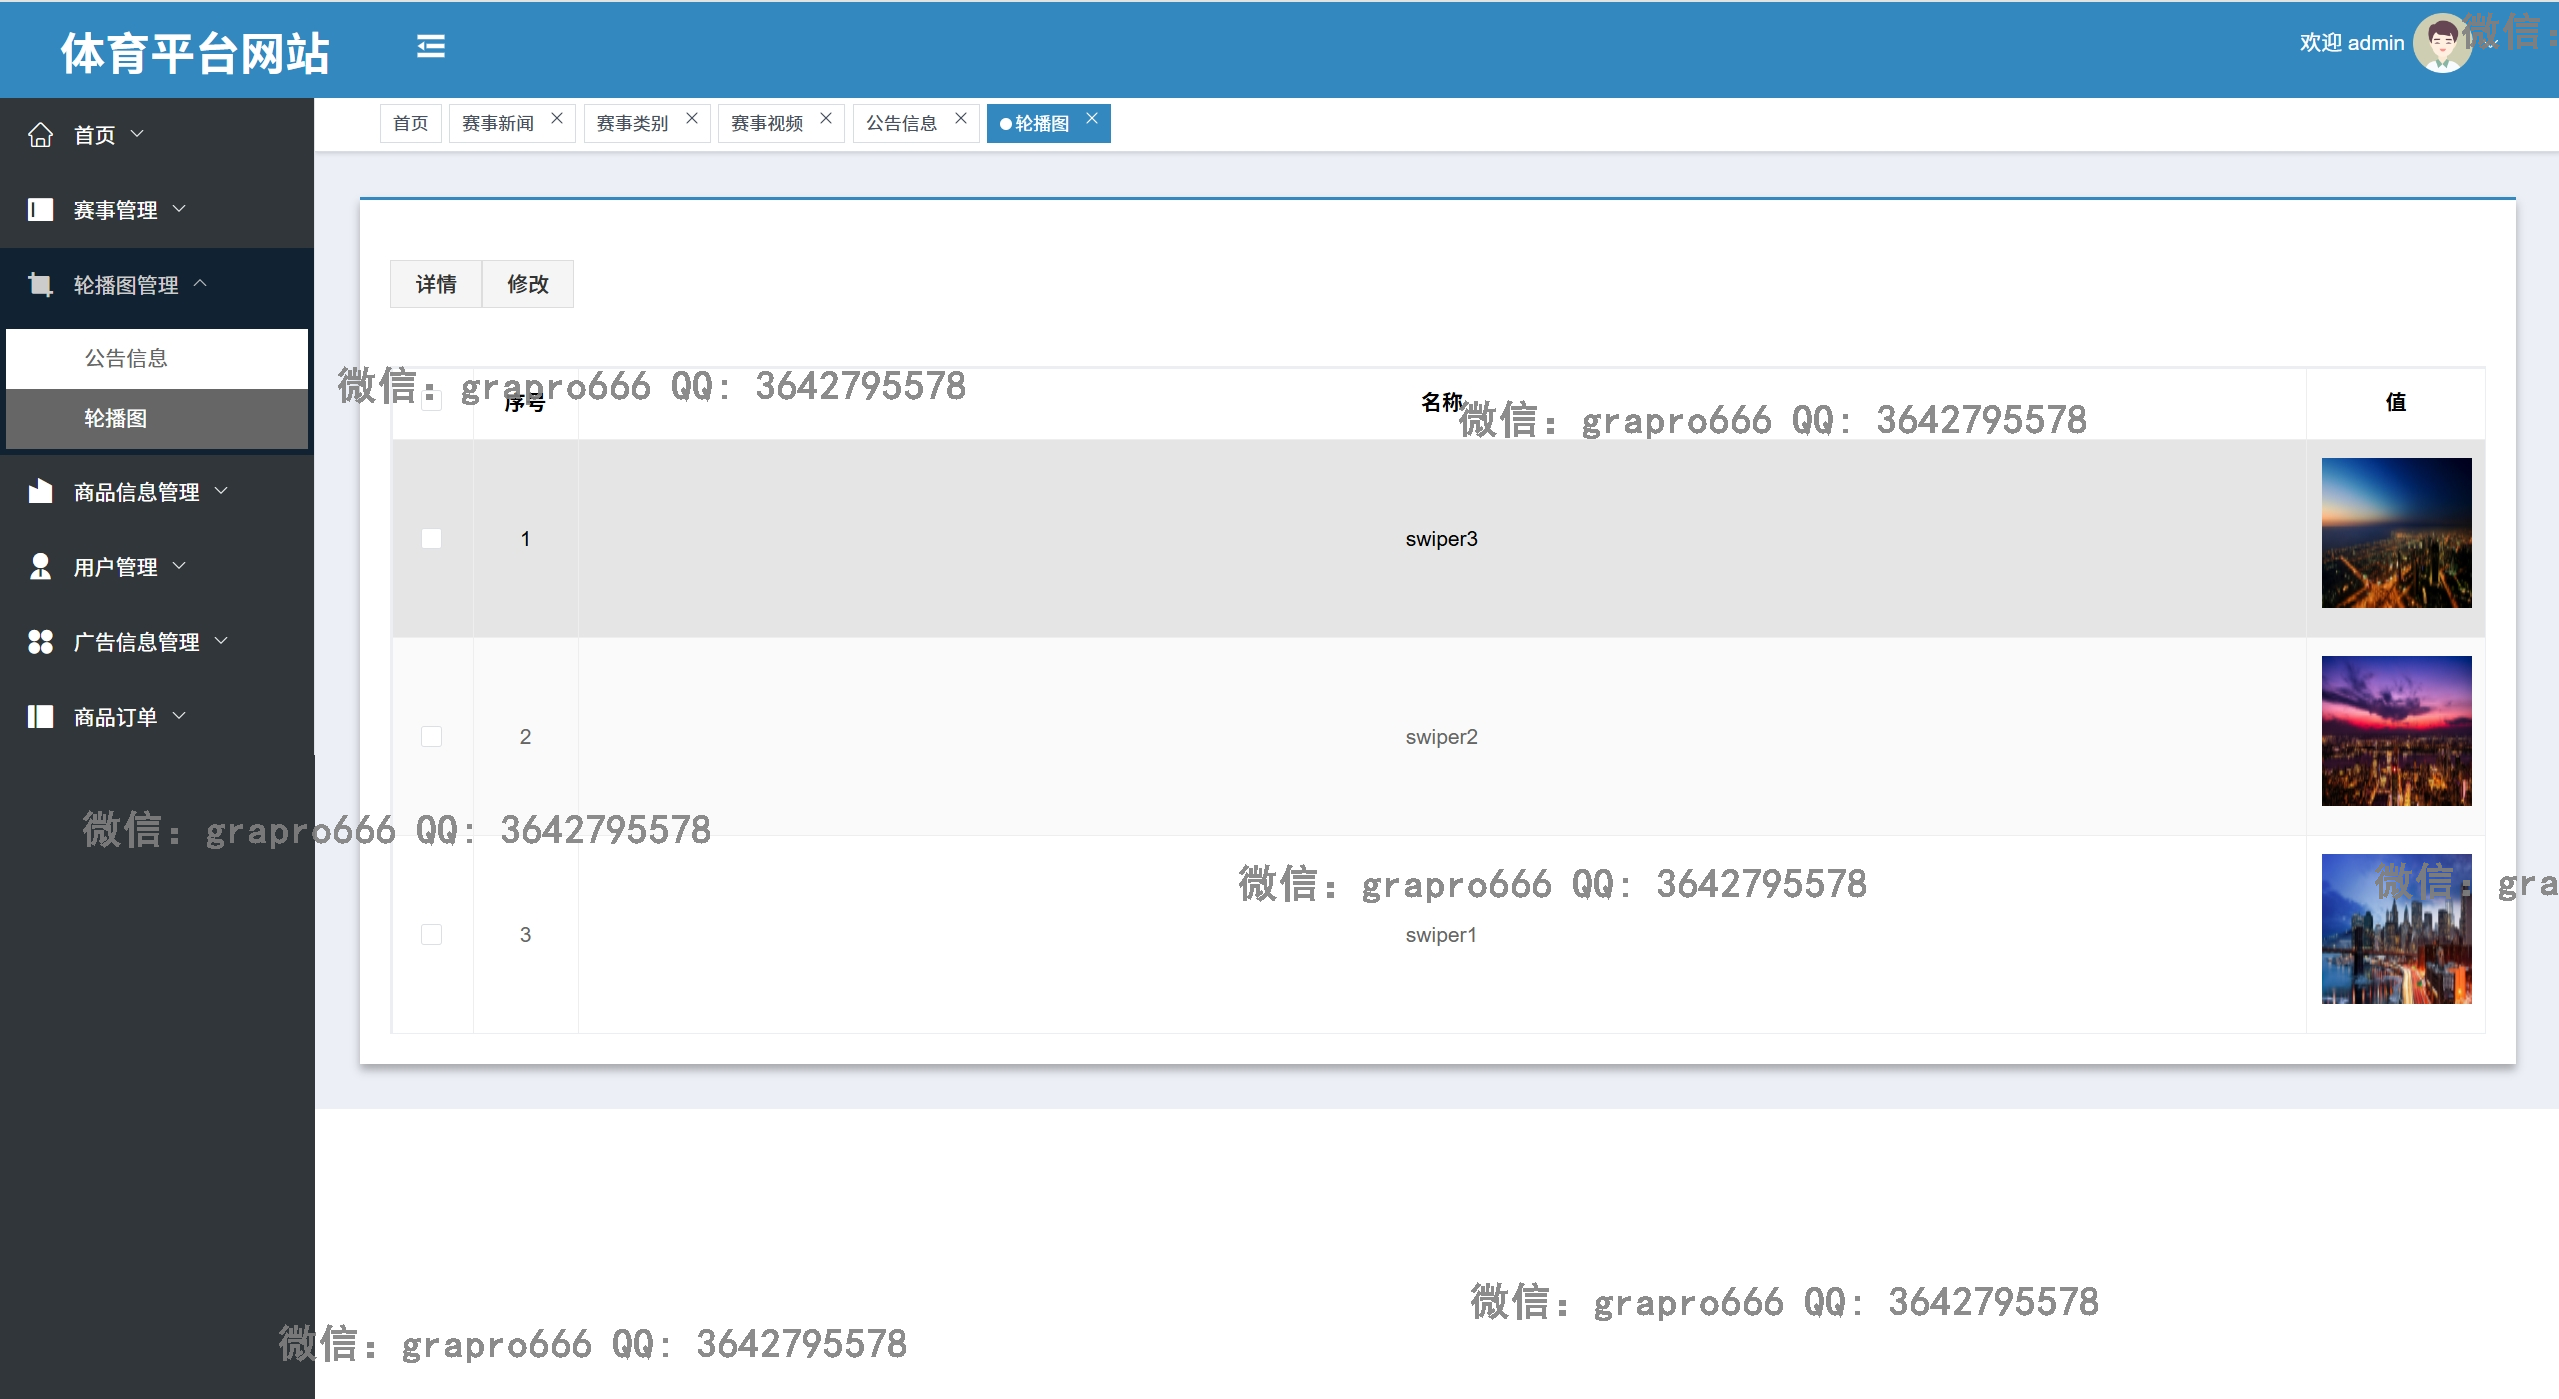 体育平台网站
欢迎 admin
微信：
首页
赛事新闻
赛事类别
赛事视频
公告信息
轮播图
首页
赛事管理
轮播图管理
公告信息
轮播图
商品信息管理
用户管理
广告信息管理
商品订单
详情 修改
微信：grapro666 QQ: 3642795578
序号 名称 值
微信：grapro666 QQ: 3642795578
1 swiper3
2 swiper2
微信：grapro666 QQ: 3642795578
微信：grapro666 QQ: 3642795578
微信：gra
3 swiper1
微信：grapro666 QQ: 3642795578
微信：grapro666 QQ: 3642795578